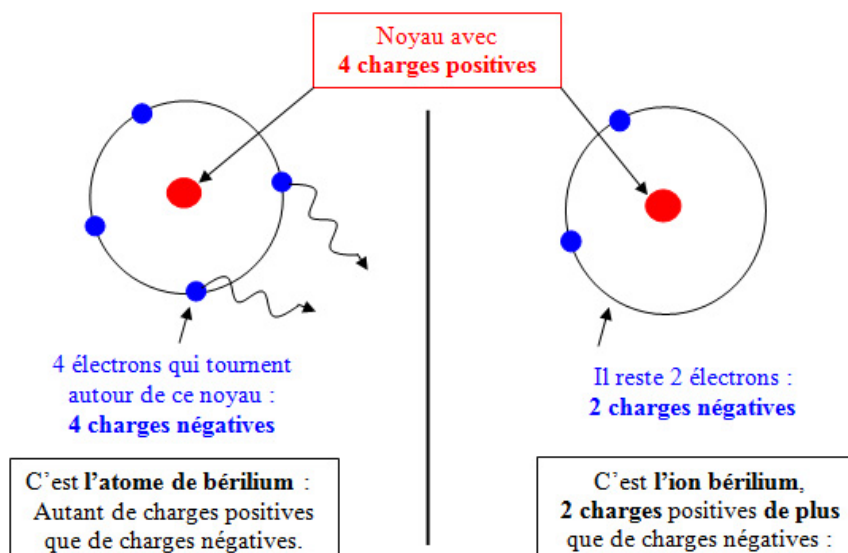 Noyau avec
4 charges positives
4 électrons qui tournent
autour de ce noyau :
4 charges négatives
Il reste 2 électrons :
2 charges négatives
C'est l'atome de bérilium :
Autant de charges positives
que de charges négatives.
C'est l'ion bérilium,
2 charges positives de plus
que de charges négatives :